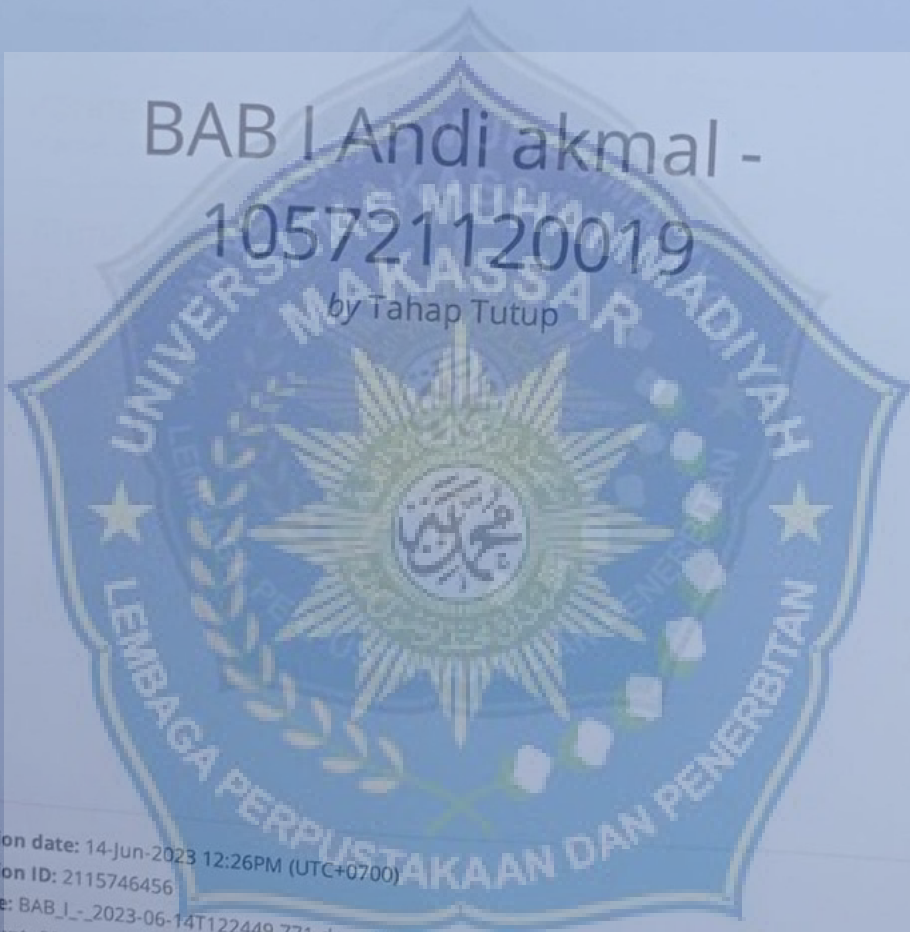 BAB I Andi akmal -
105721120019
by Tahap Tutup
UNIVERSITAS MUHAMMADIYAH
MAKASSAR
LEMBAGA PERPUSTAKAAN DAN PENERBITAN
on date: 14-Jun-2023 12:26PM (UTC+0700)
on ID: 2115746456
e: BAB_I_-_2023-06-14T122449.771